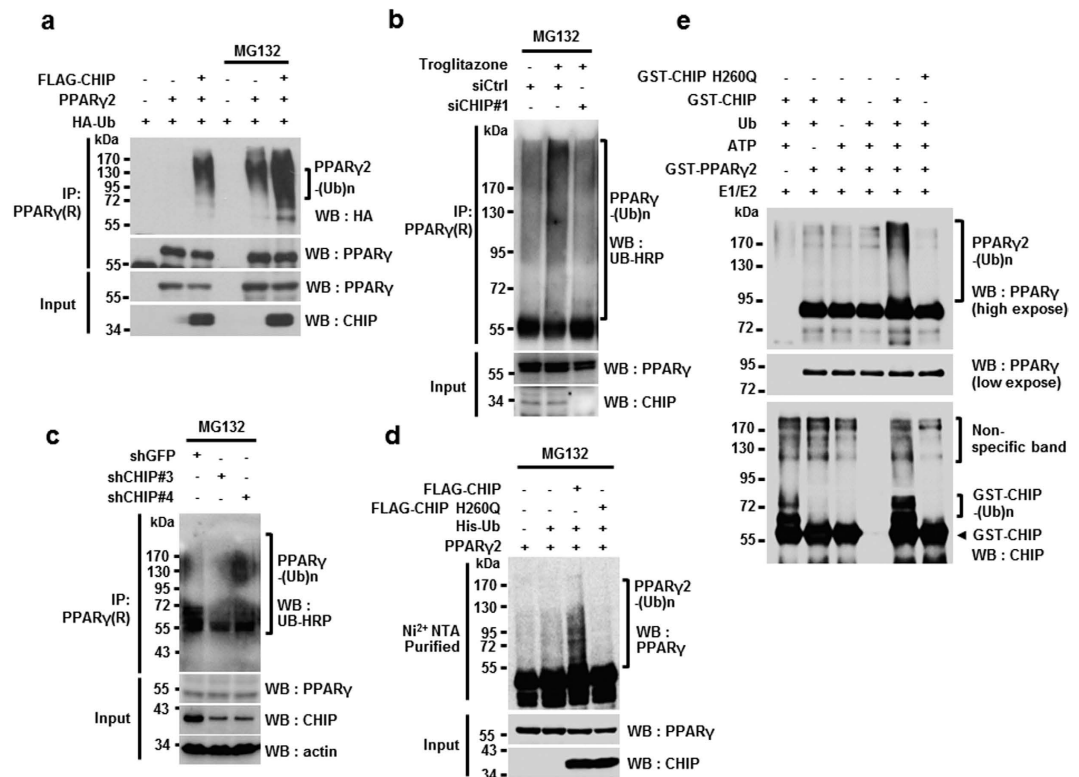 a
MG132
FLAG-CHIP - - + - - +
PPARγ2 - + + - + +
HA-Ub + + + + + +
kDa
170
130
95
72
55
IP:
PPARγ(R)
PPARγ2
-(Ub)n
WB : HA
55
WB : PPARγ
Input
55
WB : PPARγ
34
WB : CHIP
b
MG132
Troglitazone - + +
siCtrl + + -
siCHIP#1 - - +
kDa
170
130
95
72
55
IP:
PPARγ(R)
PPARγ
-(Ub)n
WB :
UB-HRP
Input
55
WB : PPARγ
34
WB : CHIP
c
MG132
shGFP + - -
shCHIP#3 - + -
shCHIP#4 - - +
kDa
170
130
95
72
55
43
IP:
PPARγ(R)
PPARγ
-(Ub)n
WB :
UB-HRP
Input
55
WB : PPARγ
43
WB : CHIP
34
WB : actin
d
MG132
FLAG-CHIP - - + -
FLAG-CHIP H260Q - - - +
His-Ub - + + +
PPARγ2 + + + +
kDa
170
130
95
72
55
Ni2+ NTA
Purified
PPARγ2
-(Ub)n
WB :
PPARγ
Input
55
WB : PPARγ
43
34
WB : CHIP
e
GST-CHIP H260Q - - - - - +
GST-CHIP + + + - + -
Ub + - - + + +
ATP + - + + + +
GST-PPARγ2 - + + + + +
E1/E2 + + + + + +
kDa
170
130
95
72
PPARγ2
-(Ub)n
WB : PPARγ
(high expose)
95
72
WB : PPARγ
(low expose)
170
130
95
72
55
Non-
specific band
GST-CHIP
-(Ub)n
◄ GST-CHIP
WB : CHIP